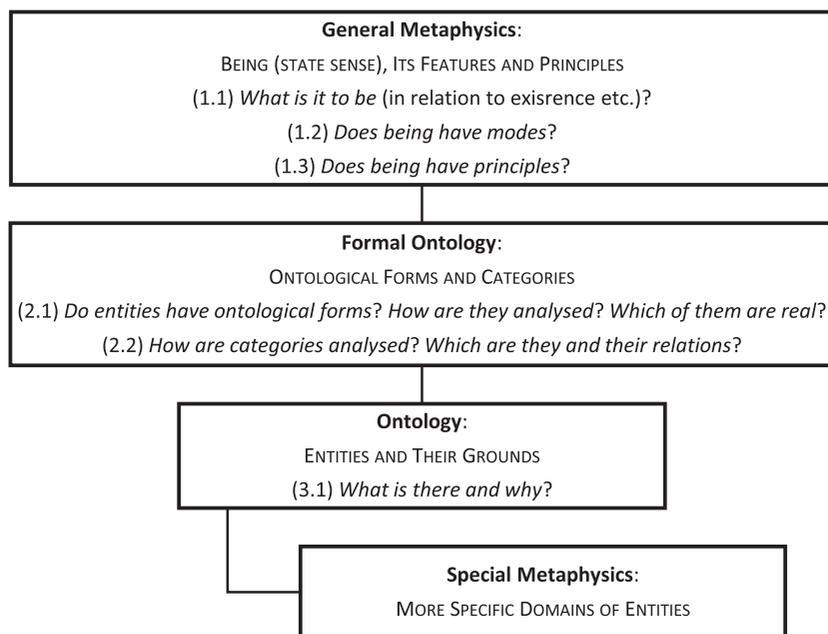 General Metaphysics:
BEING (STATE SENSE), ITS FEATURES AND PRINCIPLES
(1.1) What is it to be (in relation to exisrence etc.)?
(1.2) Does being have modes?
(1.3) Does being have principles?
Formal Ontology:
ONTOLOGICAL FORMS AND CATEGORIES
(2.1) Do entities have ontological forms? How are they analysed? Which of them are real?
(2.2) How are categories analysed? Which are they and their relations?
Ontology:
ENTITIES AND THEIR GROUNDS
(3.1) What is there and why?
Special Metaphysics:
MORE SPECIFIC DOMAINS OF ENTITIES